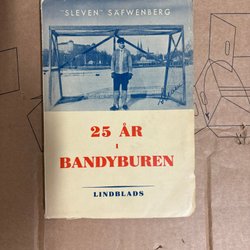 "SLEVEN" SÄFWENBERG
25 ÅR
I
BANDYBUREN
LINDBLADS